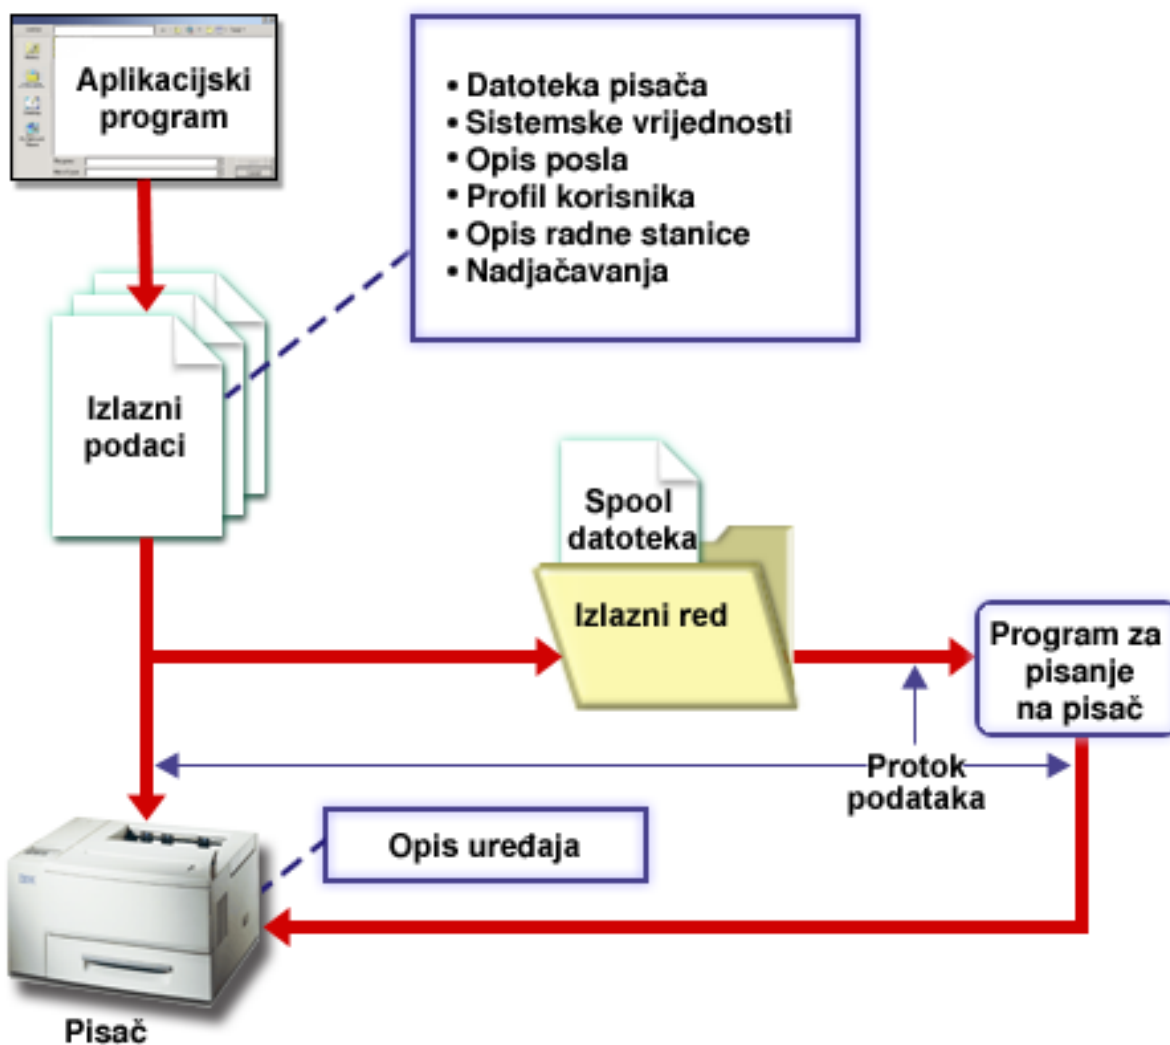 Aplikacijski
program
• Datoteka pisača
• Sistemske vrijednosti
• Opis posla
• Profil korisnika
• Opis radne stanice
• Nadjačavanja
Izlazni
podaci
Spool
datoteka
Izlazni red
Program za
pisanje
na pisač
Protok
podataka
Opis uređaja
Pisač